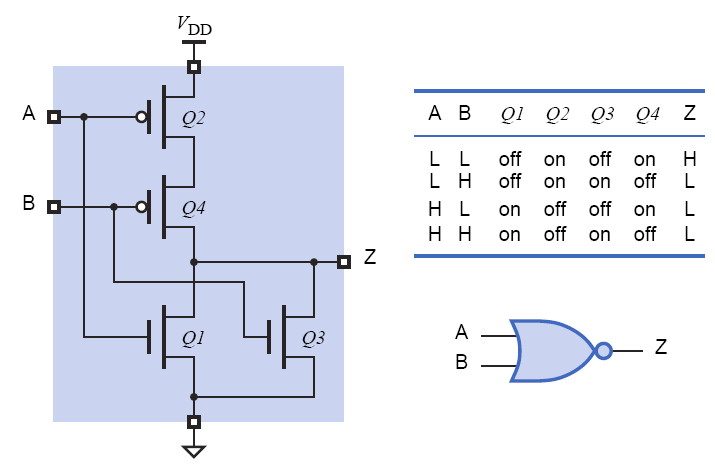 VDD
A
Q2
B
Q4
Z
Q1
Q3
A B Q1 Q2 Q3 Q4 Z
L L off on off on H
L H off on on off L
H L on off off on L
H H on off on off L
A
B
Z